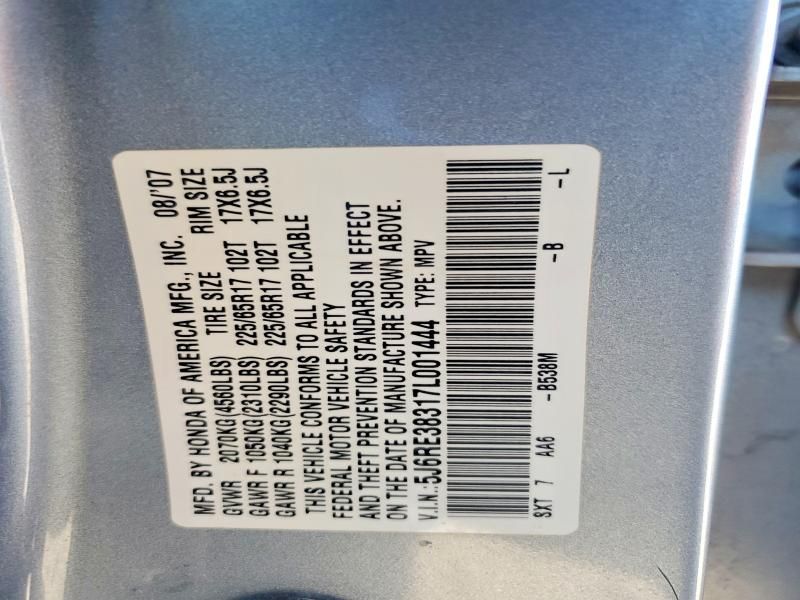 MFD. BY HONDA OF AMERICA MFG., INC. 08/'07
GVWR 2070KG(4560LBS) TIRE SIZE RIM SIZE
GAWR F 1050KG(2310LBS) 225/65R17 102T 17X6.5J
GAWR R 1040KG(2290LBS) 225/65R17 102T 17X6.5J
THIS VEHICLE CONFORMS TO ALL APPLICABLE
FEDERAL MOTOR VEHICLE SAFETY
AND THEFT PREVENTION STANDARDS IN EFFECT
ON THE DATE OF MANUFACTURE SHOWN ABOVE.
V.I.N.:5J6RE38317L001444 TYPE: MPV
SXT 7 AA6 -B538M -B -L